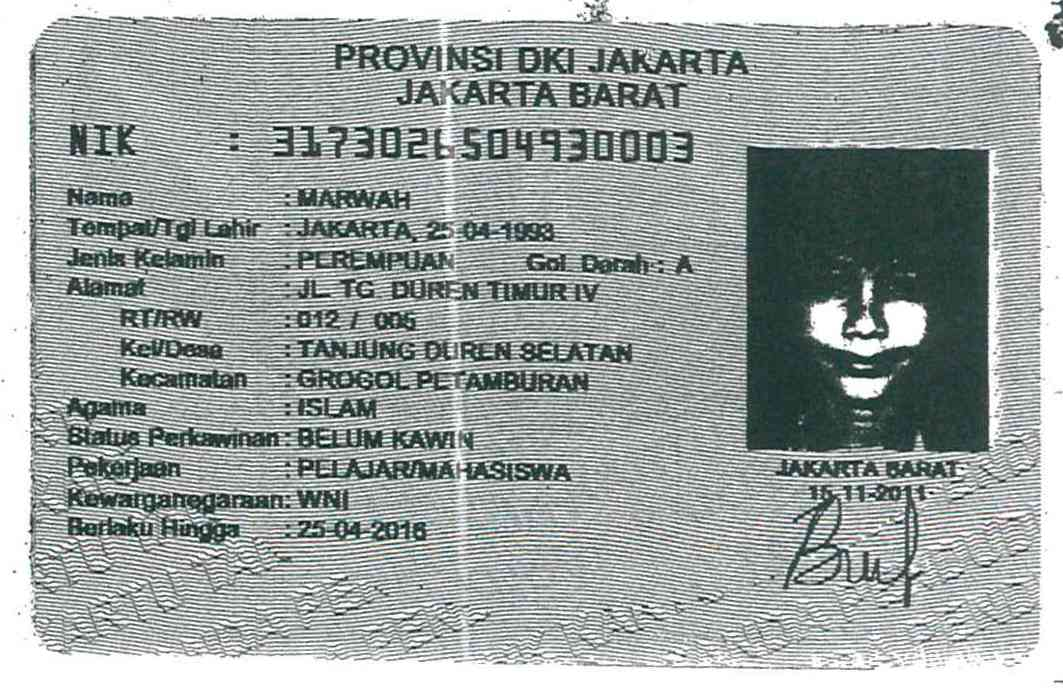 PROVINSI DKI JAKARTA
JAKARTA BARAT
NIK : 3173026504930003
Nama : MARWAH
Tempat/Tgl Lahir : JAKARTA, 25-04-1993
Jenis Kelamin : PEREMPUAN Gol. Darah : A
Alamat : JL. TG. DUREN TIMUR IV
RT/RW : 012 / 005
Kel/Desa : TANJUNG DUREN SELATAN
Kecamatan : GROGOL PETAMBURAN
Agama : ISLAM
Status Perkawinan : BELUM KAWIN
Pekerjaan : PELAJAR/MAHASISWA
Kewarganegaraan: WNI
Berlaku Hingga : 25-04-2016
JAKARTA BARAT
15-11-2011